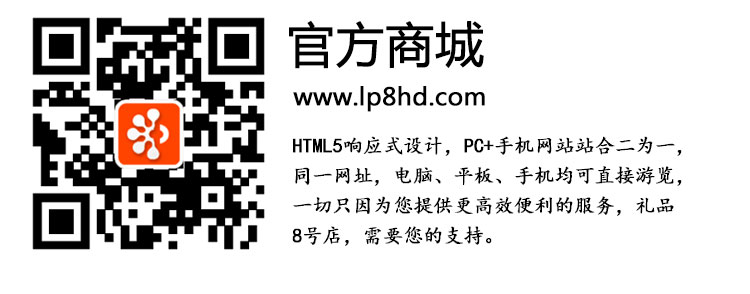 官方商城
www.lp8hd.com
HTML5响应式设计，PC+手机网站站合二为一，
同一网址，电脑、平板、手机均可直接游览，
一切只因为您提供更高效便利的服务，礼品
8号店，需要您的支持。